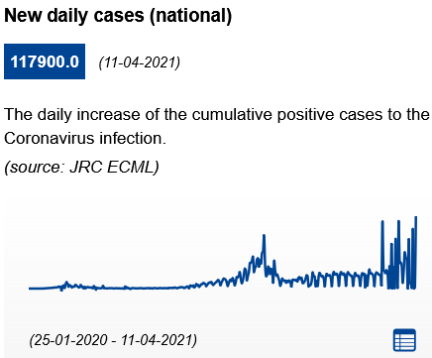 New daily cases (national)
117900.0 (11-04-2021)
The daily increase of the cumulative positive cases to the
Coronavirus infection.
(source: JRC ECML)
(25-01-2020 - 11-04-2021)